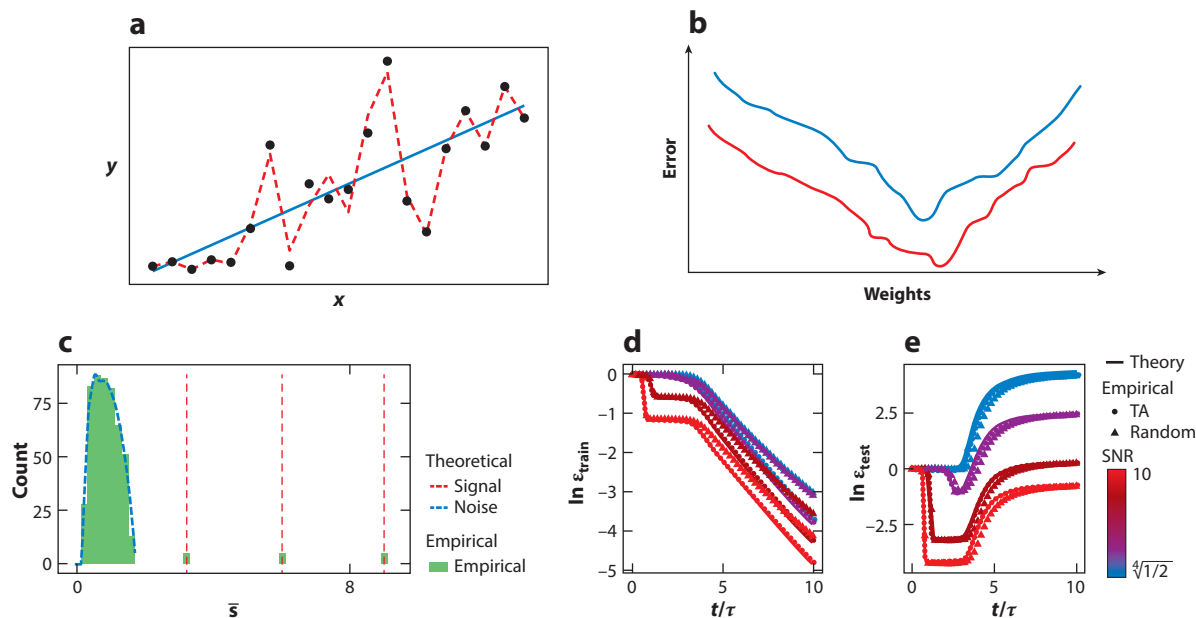 a
y
x
b
Error
Weights
c
Count
75
50
25
0
0
8
s̅
Theoretical
Signal
Noise
Empirical
Empirical
d
ln ε_train
0
−1
−2
−3
−4
−5
0
5
10
t/τ
e
ln ε_test
2.5
0
−2.5
0
5
10
t/τ
Theory
Empirical
TA
Random
SNR
10
∜1/2